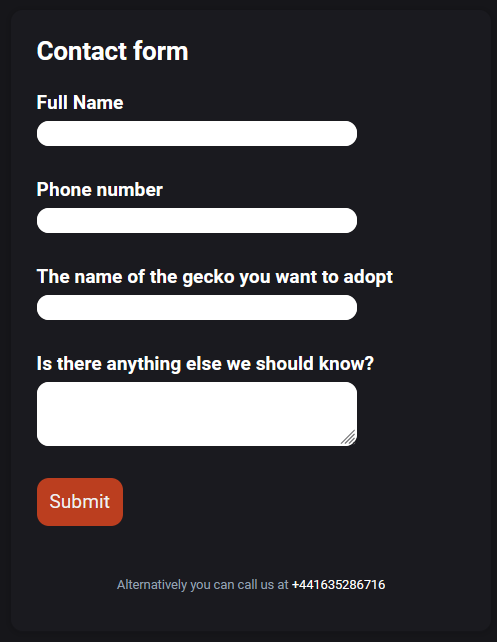 Contact form
Full Name
Phone number
The name of the gecko you want to adopt
Is there anything else we should know?
Submit
Alternatively you can call us at +441635286716